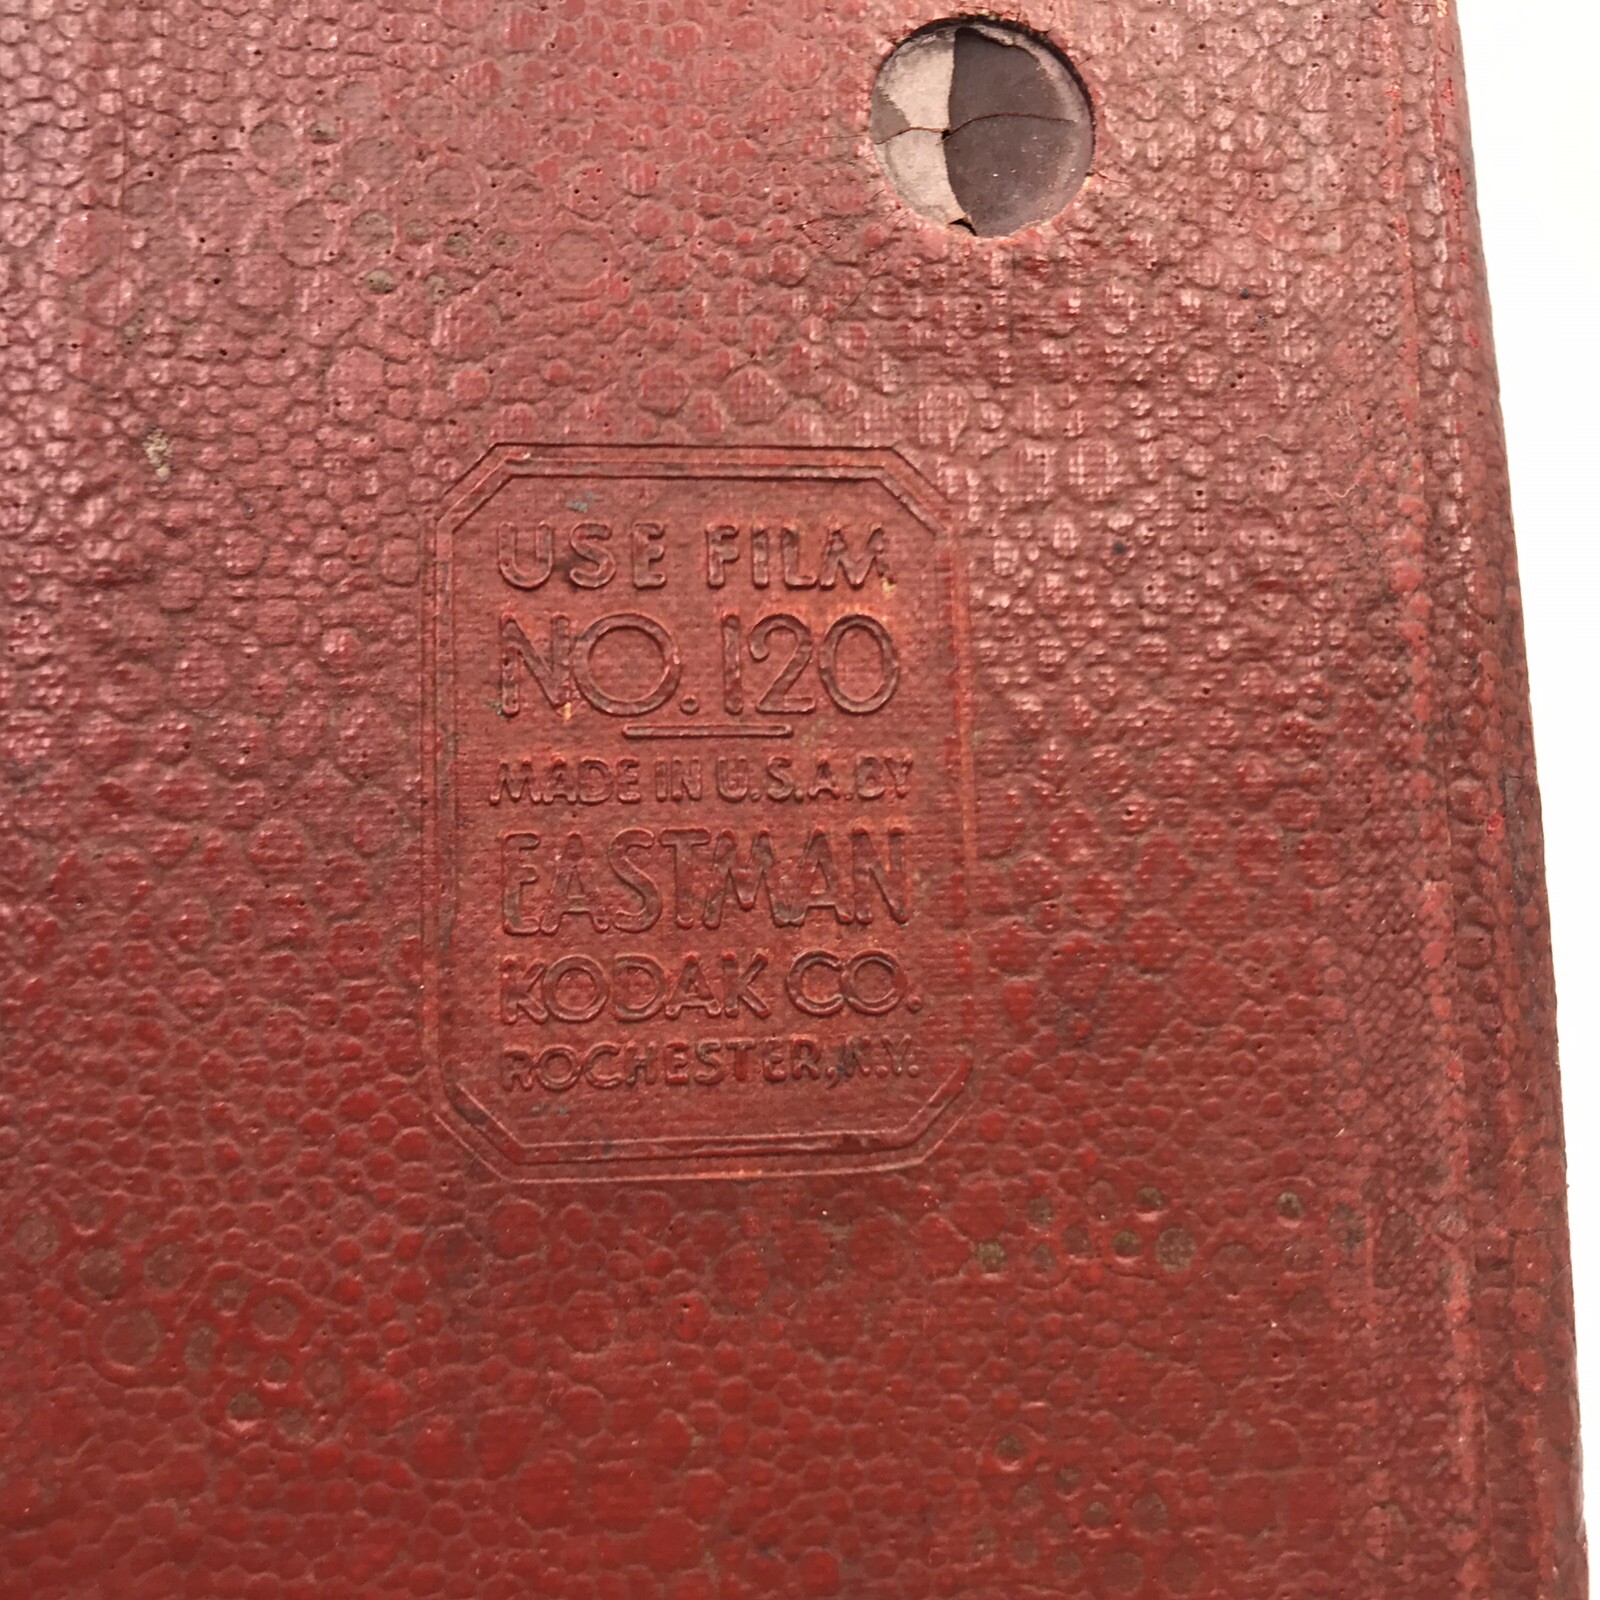 USE FILM
NO. 120
MADE IN U.S.A. BY
EASTMAN
KODAK CO.
ROCHESTER, N.Y.